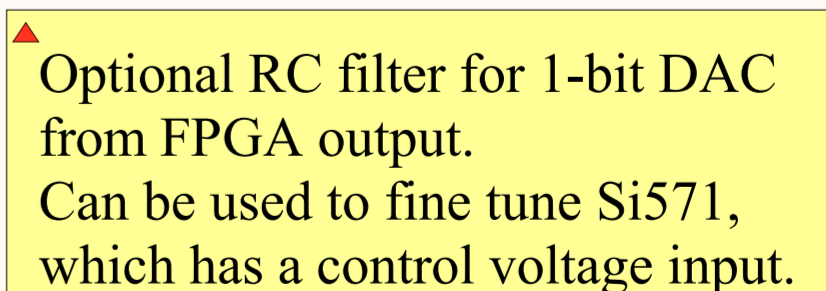 Optional RC filter for 1-bit DAC
from FPGA output.
Can be used to fine tune Si571,
which has a control voltage input.